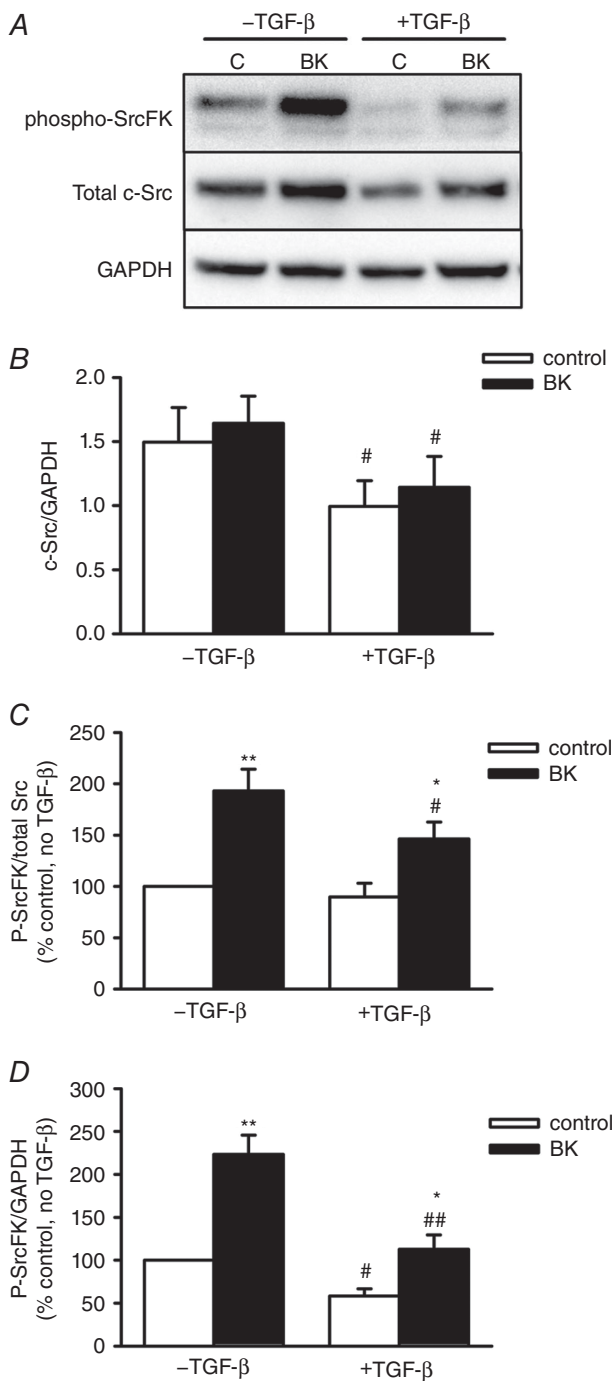 A
–TGF-β +TGF-β
C BK C BK
phospho-SrcFK
Total c-Src
GAPDH
B
control
BK
c-Src/GAPDH
2.0
1.5
1.0
0.5
0.0
# #
–TGF-β +TGF-β
C
control
BK
P-SrcFK/total Src
(% control, no TGF-β)
250
200
150
100
50
0
**
*
#
–TGF-β +TGF-β
D
control
BK
P-SrcFK/GAPDH
(% control, no TGF-β)
300
250
200
150
100
50
0
**
#
*
##
–TGF-β +TGF-β